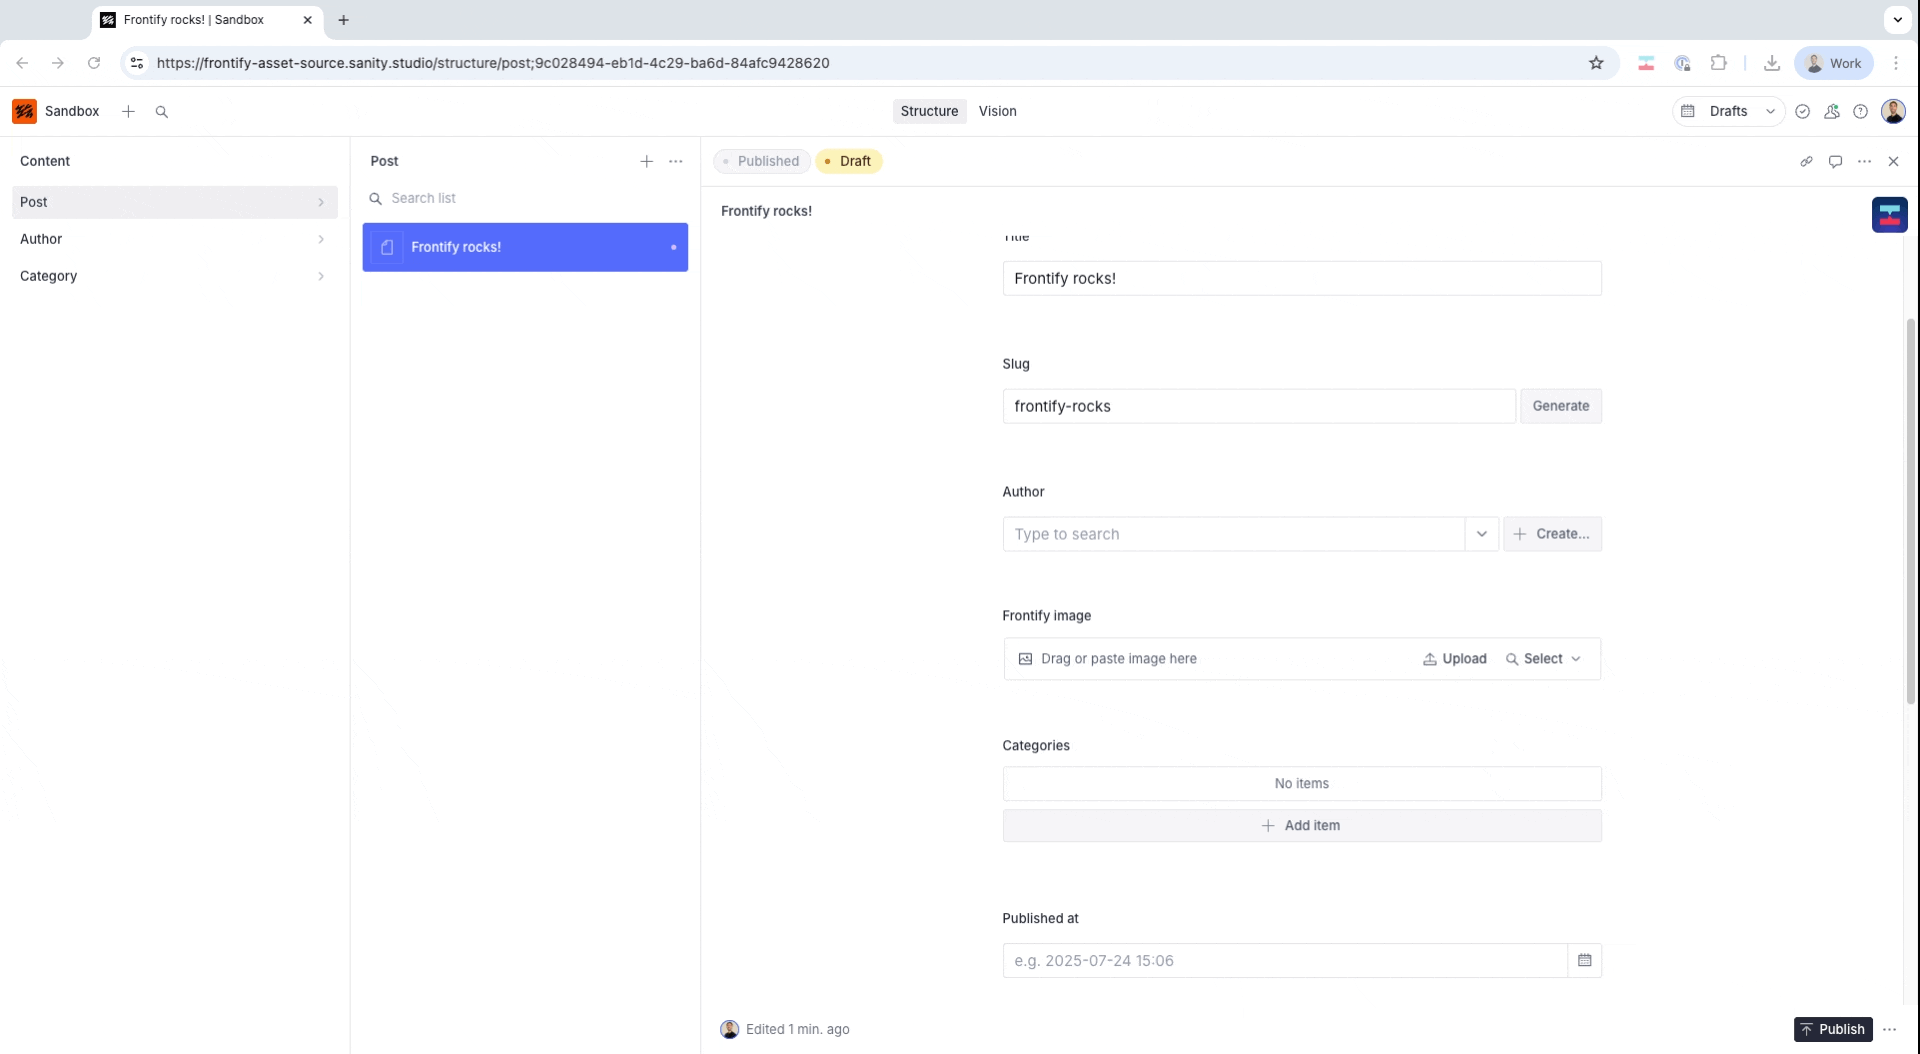 Frontify rocks! | Sandbox
https://frontify-asset-source.sanity.studio/structure/post;9c028494-eb1d-4c29-ba6d-84afc9428620
Work
Sandbox
Structure
Vision
Drafts
Content
Post
Author
Category
Post
Search list
Frontify rocks!
Published
Draft
Frontify rocks!
Title
Frontify rocks!
Slug
frontify-rocks
Generate
Author
Type to search
Create...
Frontify image
Drag or paste image here
Upload
Select
Categories
No items
Add item
Published at
e.g. 2025-07-24 15:06
Edited 1 min. ago
Publish